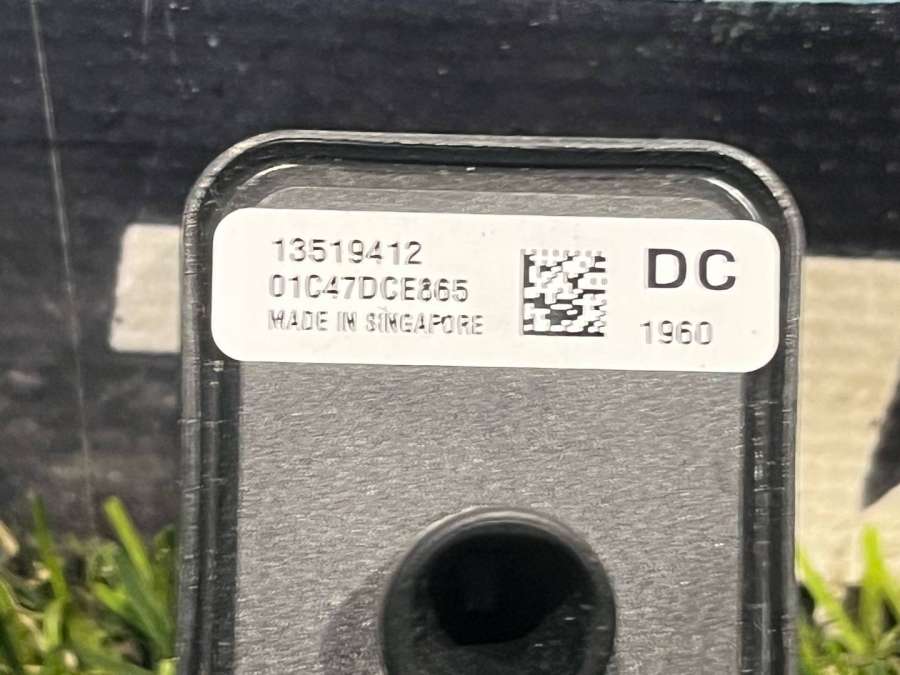 13519412
01C47DCE865
MADE IN SINGAPORE
DC
1960